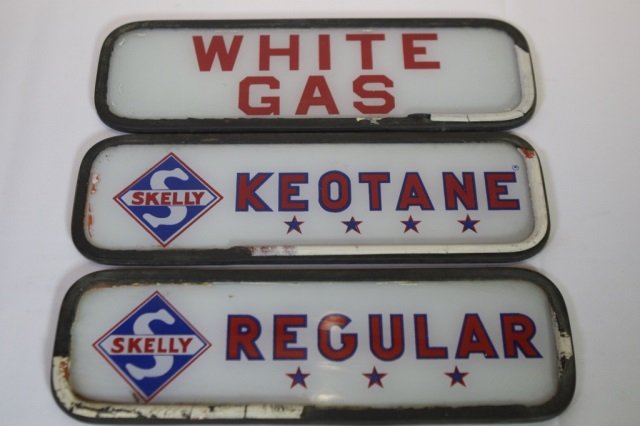 WHITE
GAS
S
SKELLY
KEOTANE
S
SKELLY
REGULAR